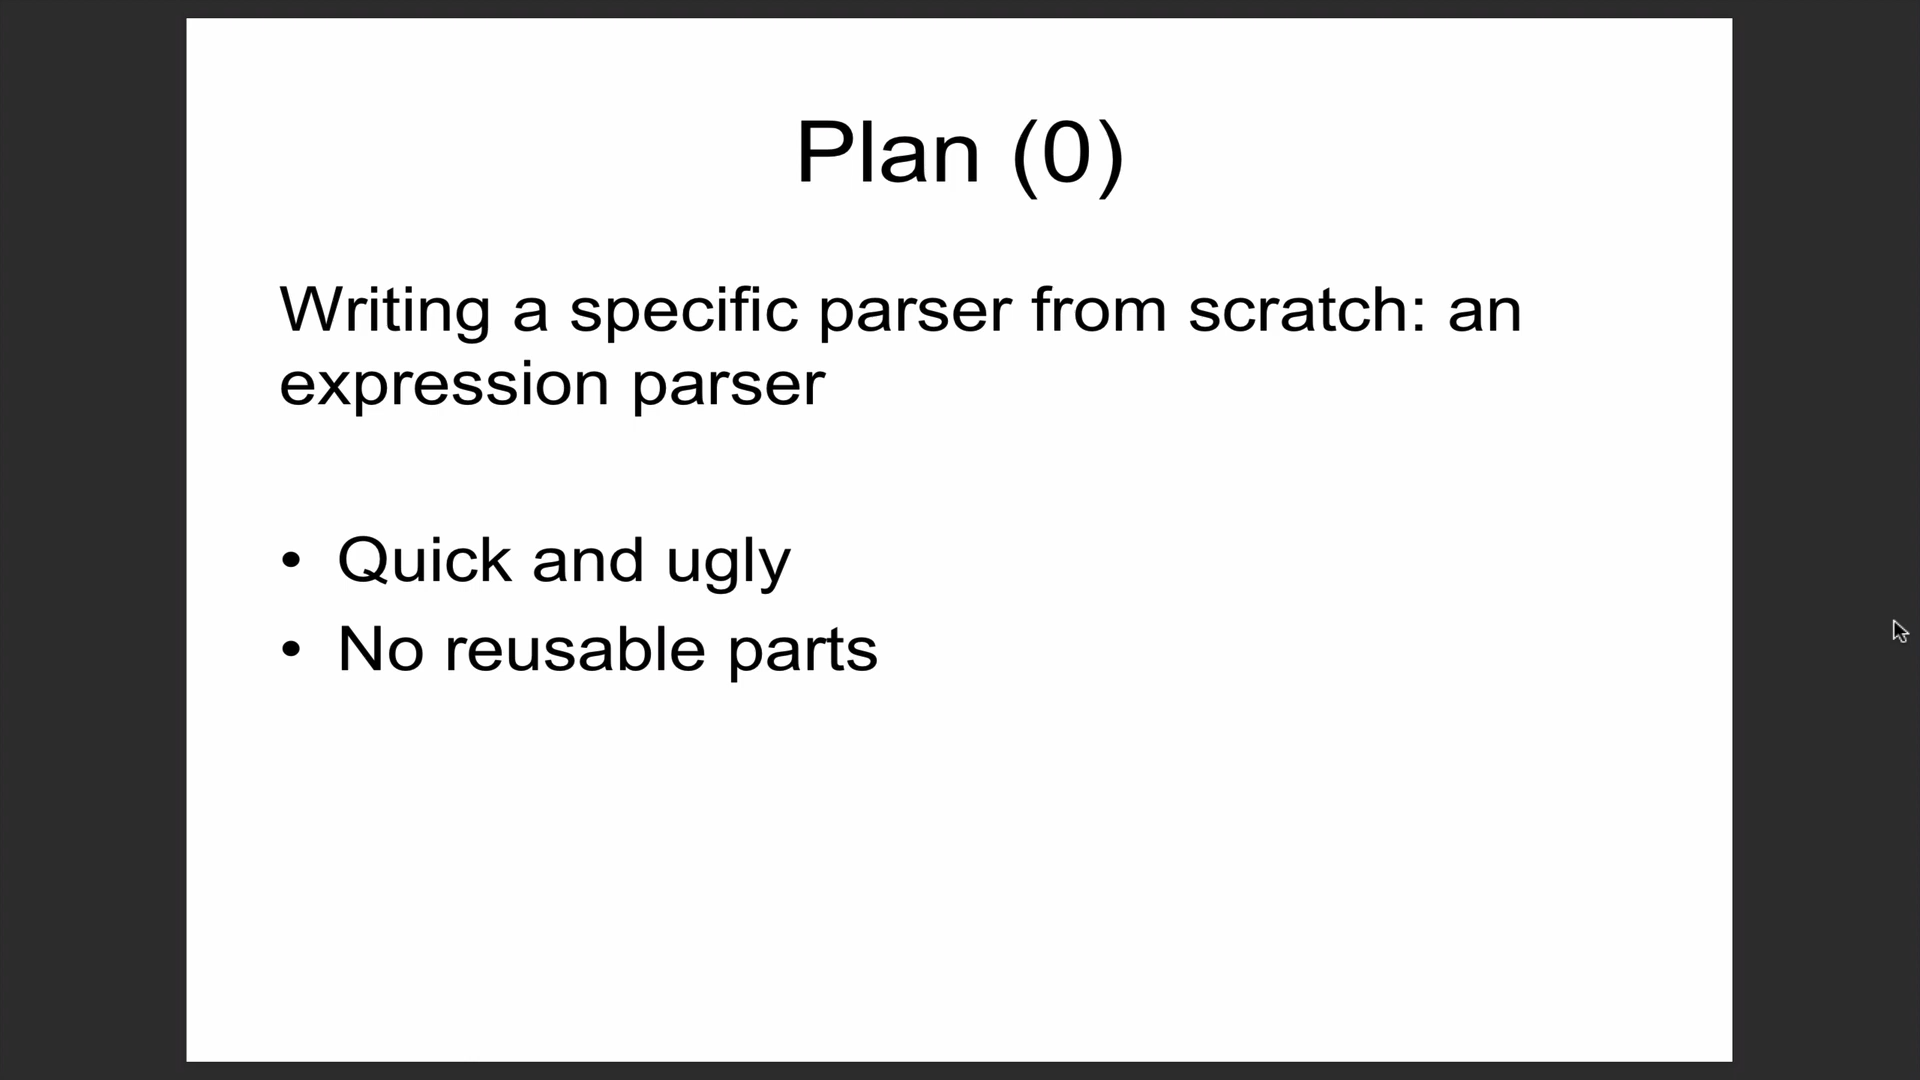 Plan (0)
Writing a specific parser from scratch: an
expression parser
• Quick and ugly
• No reusable parts